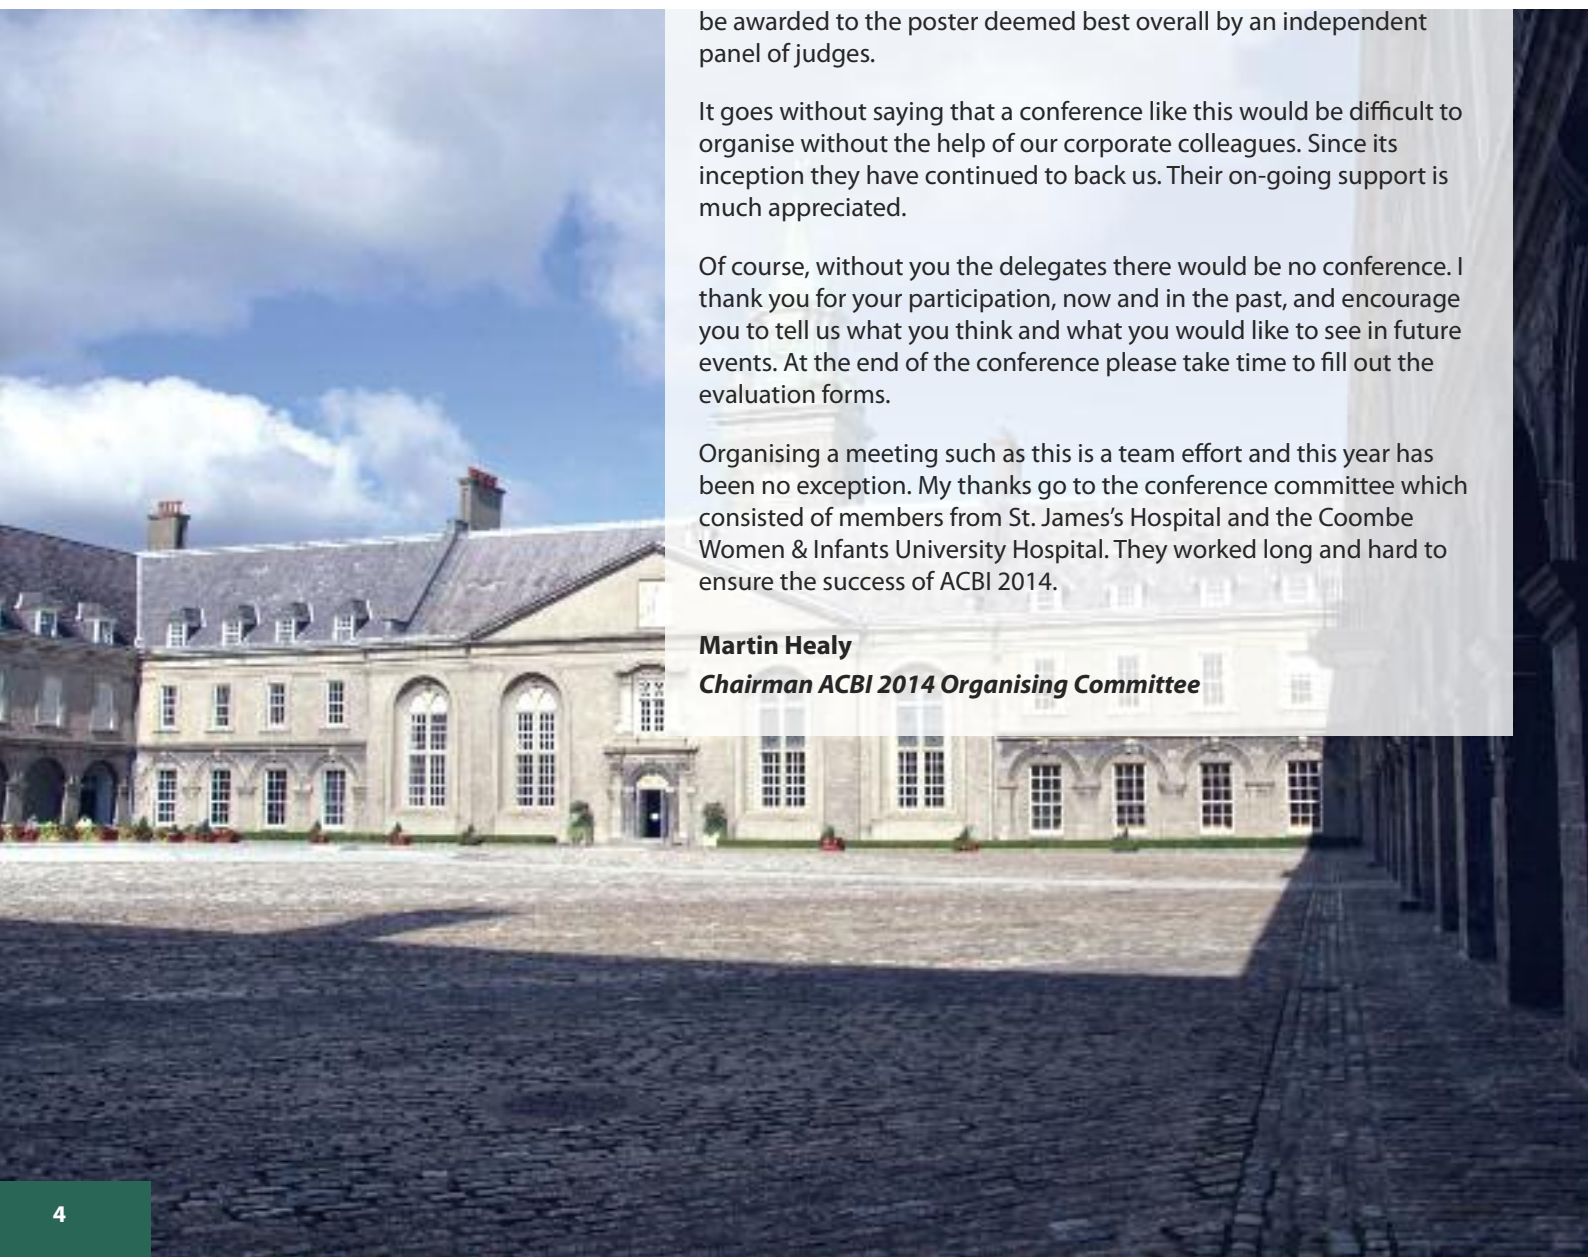 be awarded to the poster deemed best overall by an independent
panel of judges.
It goes without saying that a conference like this would be difficult to
organise without the help of our corporate colleagues. Since its
inception they have continued to back us. Their on-going support is
much appreciated.
Of course, without you the delegates there would be no conference. I
thank you for your participation, now and in the past, and encourage
you to tell us what you think and what you would like to see in future
events. At the end of the conference please take time to fill out the
evaluation forms.
Organising a meeting such as this is a team effort and this year has
been no exception. My thanks go to the conference committee which
consisted of members from St. James’s Hospital and the Coombe
Women & Infants University Hospital. They worked long and hard to
ensure the success of ACBI 2014.
Martin Healy
Chairman ACBI 2014 Organising Committee
4